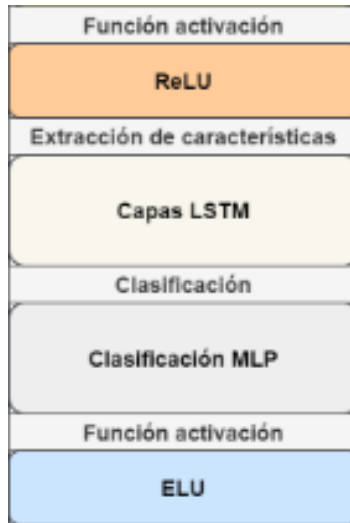 Función activación
ReLU
Extracción de características
Capas LSTM
Clasificación
Clasificación MLP
Función activación
ELU